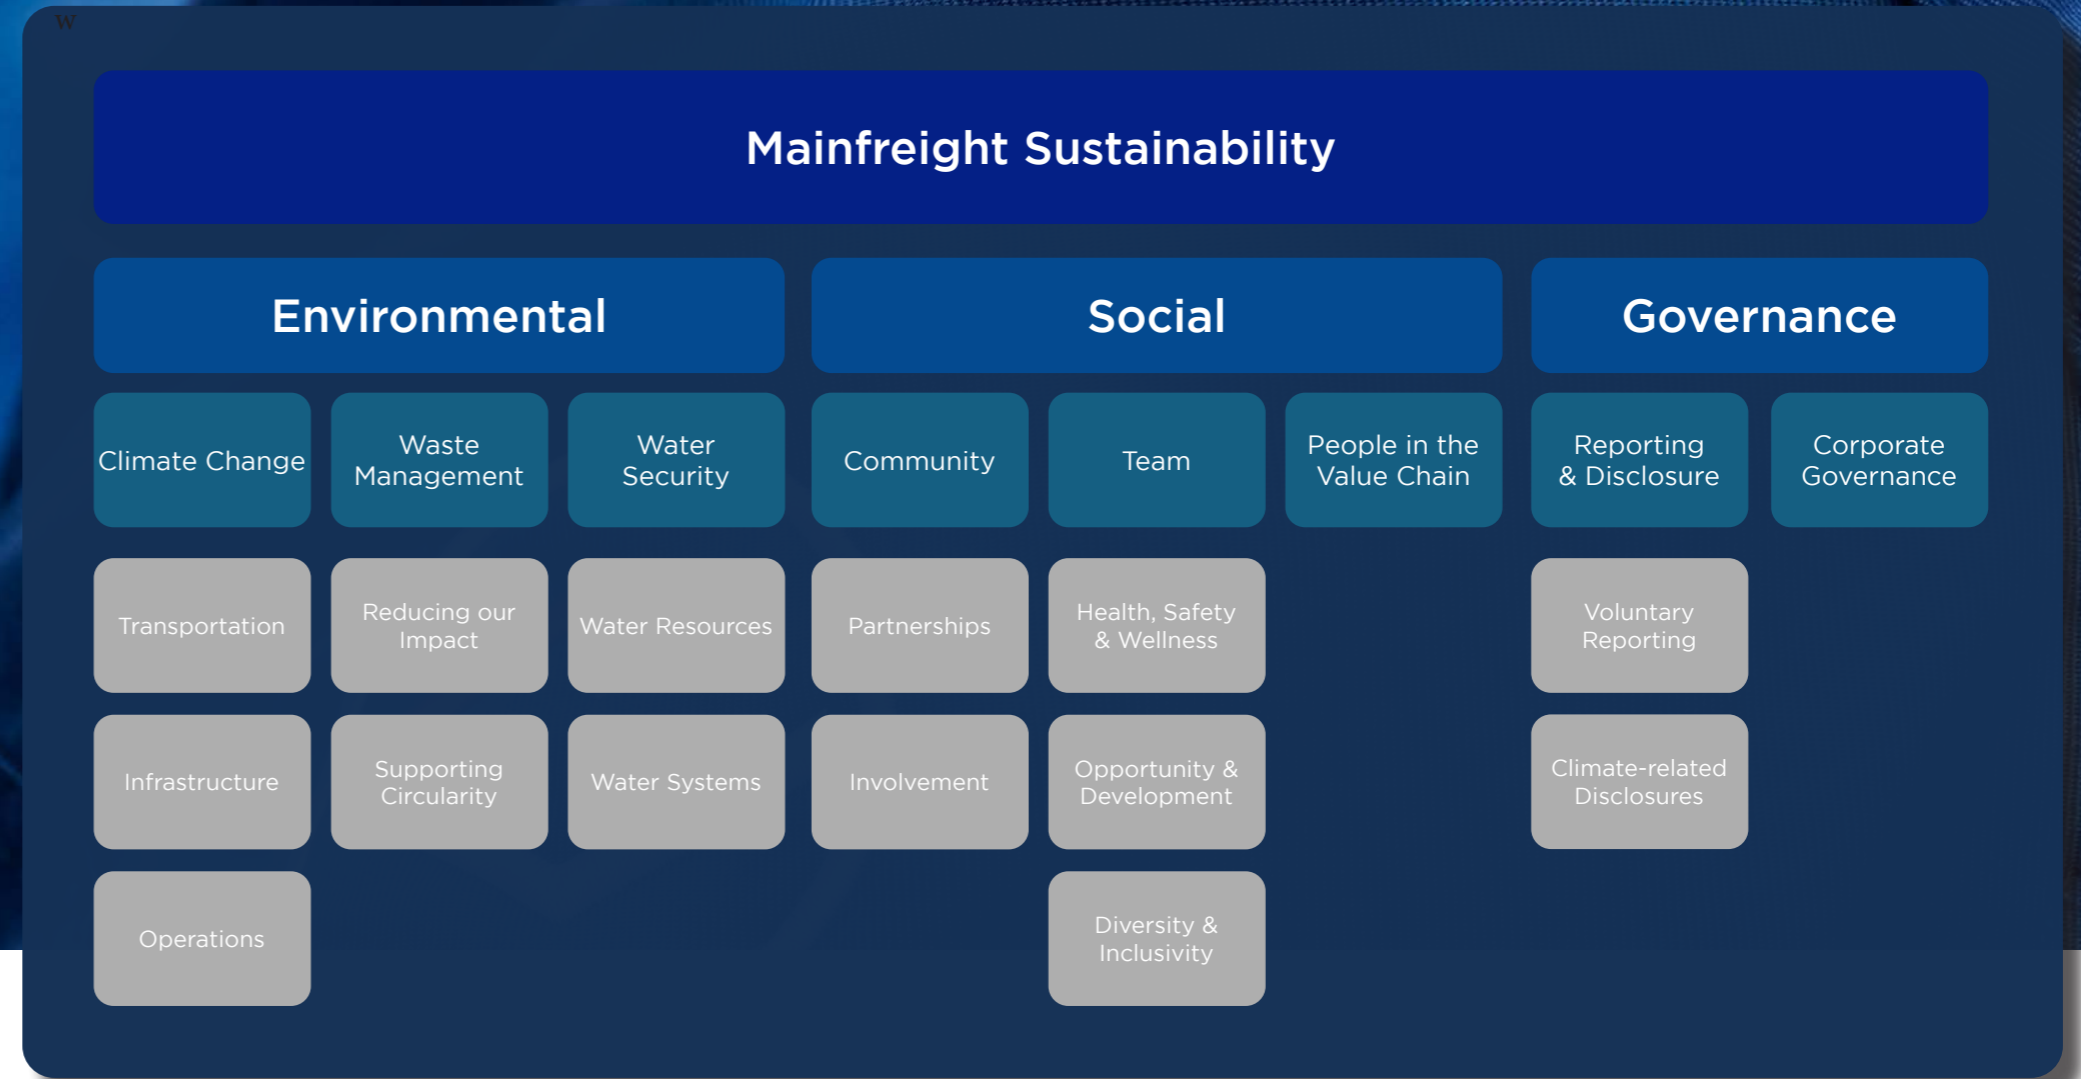 W
Mainfreight Sustainability
Environmental
Social
Governance
Climate Change
Waste
Management
Water
Security
Community
Team
People in the
Value Chain
Reporting
& Disclosure
Corporate
Governance
Transportation
Reducing our
Impact
Water Resources
Partnerships
Health, Safety
& Wellness
Voluntary
Reporting
Infrastructure
Supporting
Circularity
Water Systems
Involvement
Opportunity &
Development
Climate-related
Disclosures
Operations
Diversity &
Inclusivity